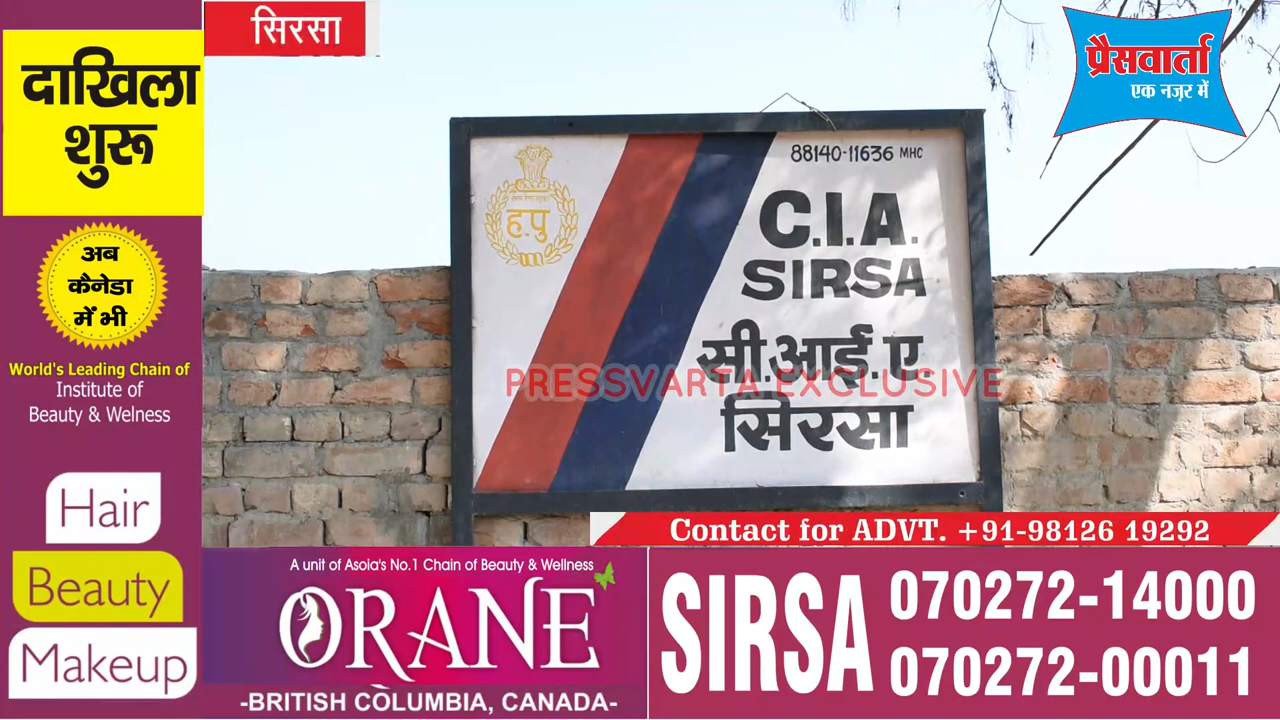 सिरसा
प्रैसवार्ता
एक नज़र में
दाखिला
शुरू
अब
कैनेडा
में भी
World's Leading Chain of
Institute of
Beauty & Welness
Hair
Beauty
Makeup
88140-11636 MHC
ह.पु
C.I.A.
SIRSA
सी.आई.ए.
सिरसा
PRESSVARTA EXCLUSIVE
Contact for ADVT. +91-98126 19292
A unit of Asoia's No.1 Chain of Beauty & Wellness
ORANE
-BRITISH COLUMBIA, CANADA-
SIRSA
070272-14000
070272-00011